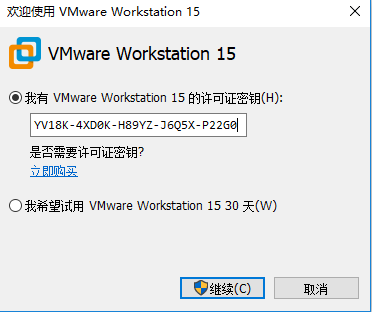 欢迎使用 VMware Workstation 15
VMware Workstation 15
我有 VMware Workstation 15 的许可证密钥(H):
YV18K-4XD0K-H89YZ-J6Q5X-P22G0
是否需要许可证密钥?
立即购买
我希望试用 VMware Workstation 15 30 天(W)
继续(C)
取消